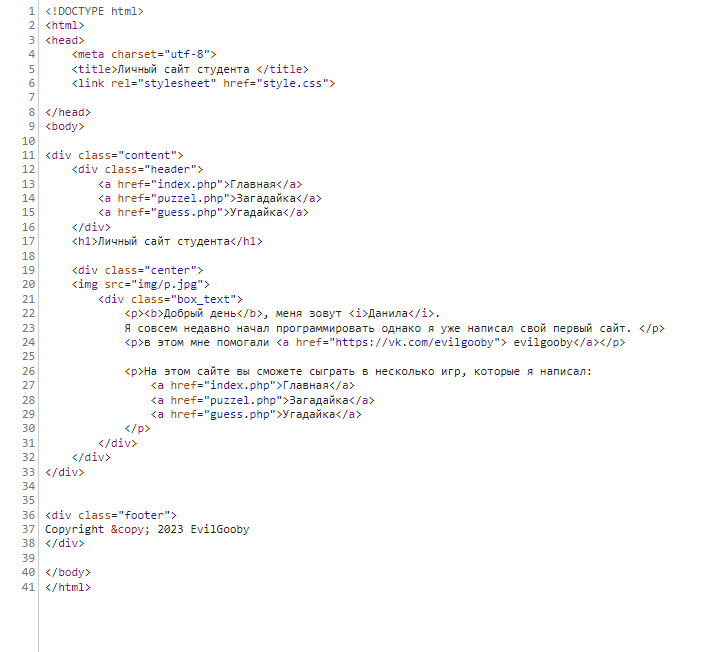 1 <!DOCTYPE html>
2 <html>
3 <head>
4     <meta charset="utf-8">
5     <title>Личный сайт студента </title>
6     <link rel="stylesheet" href="style.css">
7
8 </head>
9 <body>
10
11 <div class="content">
12     <div class="header">
13         <a href="index.php">Главная</a>
14         <a href="puzzel.php">Загадайка</a>
15         <a href="guess.php">Угадайка</a>
16     </div>
17     <h1>Личный сайт студента</h1>
18
19     <div class="center">
20     <img src="img/p.jpg">
21         <div class="box_text">
22             <p><b>Добрый день</b>, меня зовут <i>Данила</i>.
23             Я совсем недавно начал программировать однако я уже написал свой первый сайт. </p>
24             <p>в этом мне помогали <a href="https://vk.com/evilgooby"> evilgooby</a></p>
25
26             <p>На этом сайте вы сможете сыграть в несколько игр, которые я написал:
27                 <a href="index.php">Главная</a>
28                 <a href="puzzel.php">Загадайка</a>
29                 <a href="guess.php">Угадайка</a>
30             </p>
31         </div>
32     </div>
33 </div>
34
35
36 <div class="footer">
37 Copyright &copy; 2023 EvilGooby
38 </div>
39
40 </body>
41 </html>